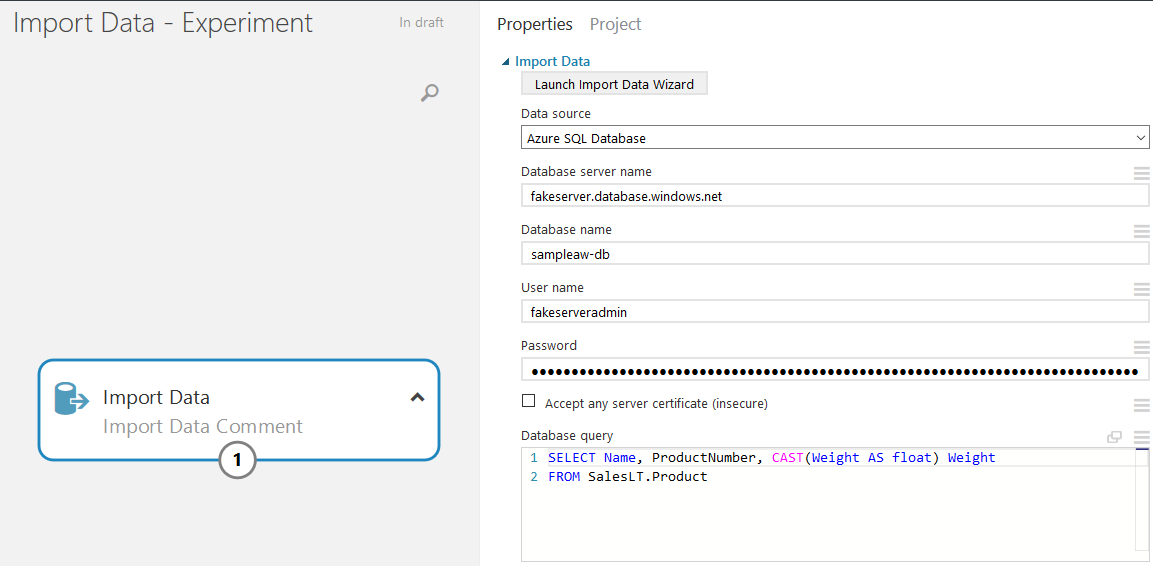 Import Data - Experiment
In draft
Import Data
Import Data Comment
1
Properties Project
Import Data
Launch Import Data Wizard
Data source
Azure SQL Database
Database server name
fakeserver.database.windows.net
Database name
sampleaw-db
User name
fakeserveradmin
Password
Accept any server certificate (insecure)
Database query
1 SELECT Name, ProductNumber, CAST(Weight AS float) Weight
2 FROM SalesLT.Product